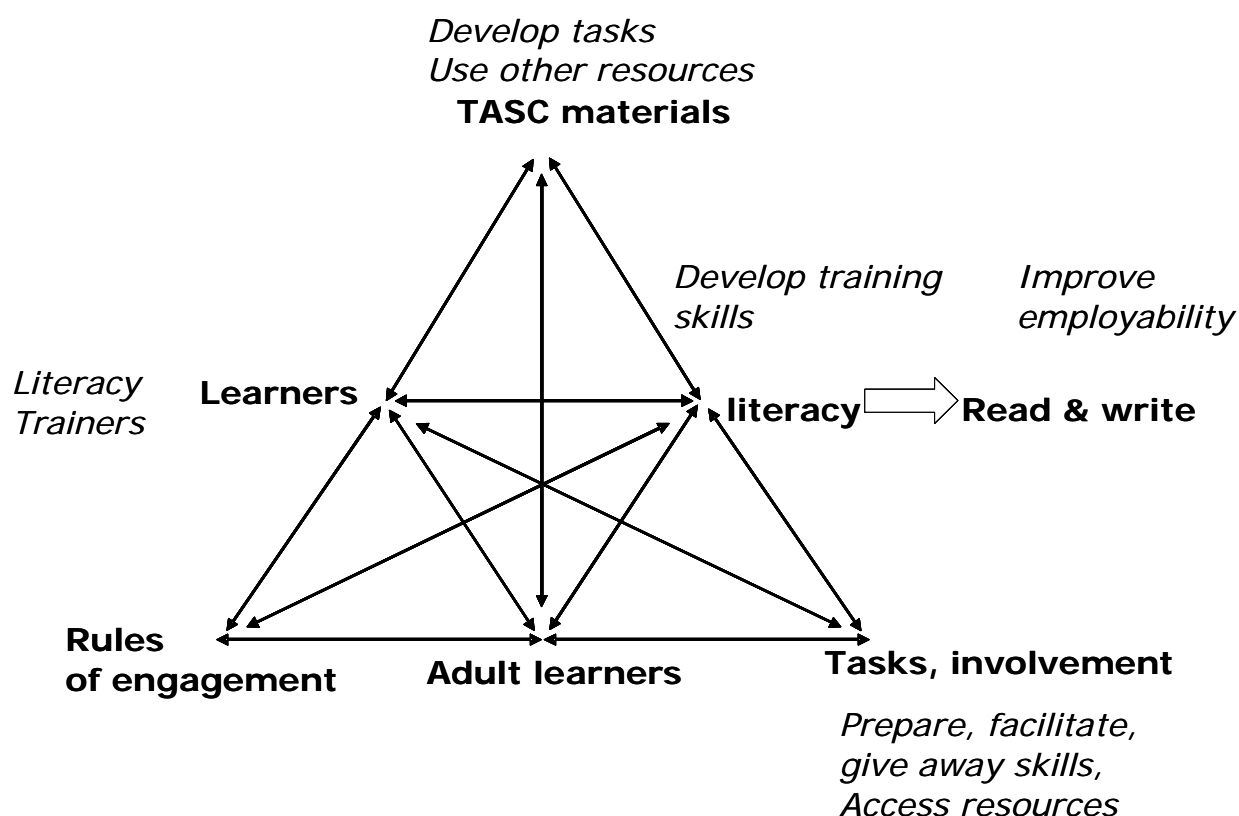 Develop tasks
Use other resources
TASC materials
Develop training
skills
Improve
employability
Literacy
Trainers
Learners
literacy
Read & write
Rules
of engagement
Adult learners
Tasks, involvement
Prepare, facilitate,
give away skills,
Access resources